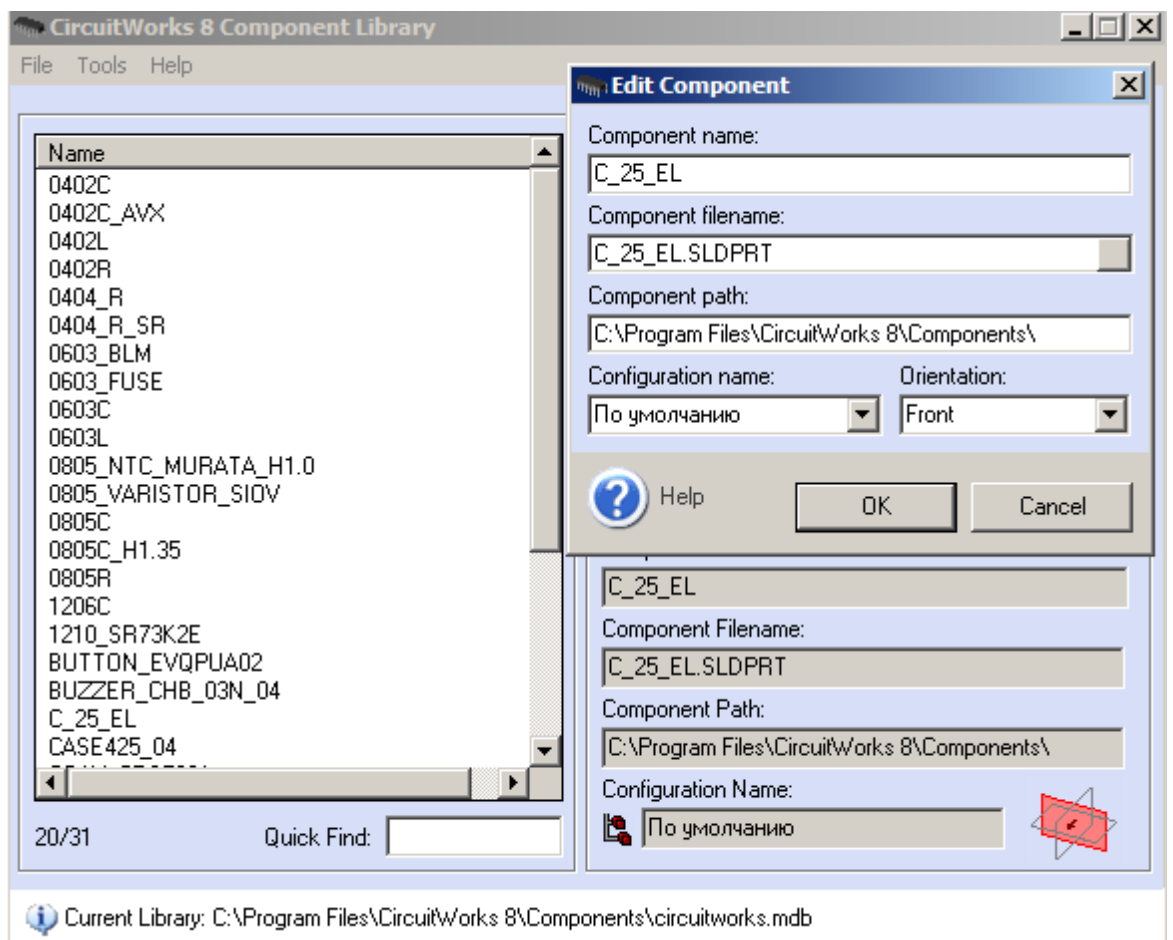 CircuitWorks 8 Component Library
File Tools Help
Name
0402C
0402C_AVX
0402L
0402R
0404_R
0404_R_SR
0603_BLM
0603_FUSE
0603C
0603L
0805_NTC_MURATA_H1.0
0805_VARISTOR_SIOV
0805C
0805C_H1.35
0805R
1206C
1210_SR73K2E
BUTTON_EVQPUA02
BUZZER_CHB_03N_04
C_25_EL
CASE425_04
20/31 Quick Find:
Edit Component
Component name:
C_25_EL
Component filename:
C_25_EL.SLDPRT
Component path:
C:\Program Files\CircuitWorks 8\Components\
Configuration name: Orientation:
По умолчанию Front
Help OK Cancel
C_25_EL
Component Filename:
C_25_EL.SLDPRT
Component Path:
C:\Program Files\CircuitWorks 8\Components\
Configuration Name:
По умолчанию
Current Library: C:\Program Files\CircuitWorks 8\Components\circuitworks.mdb